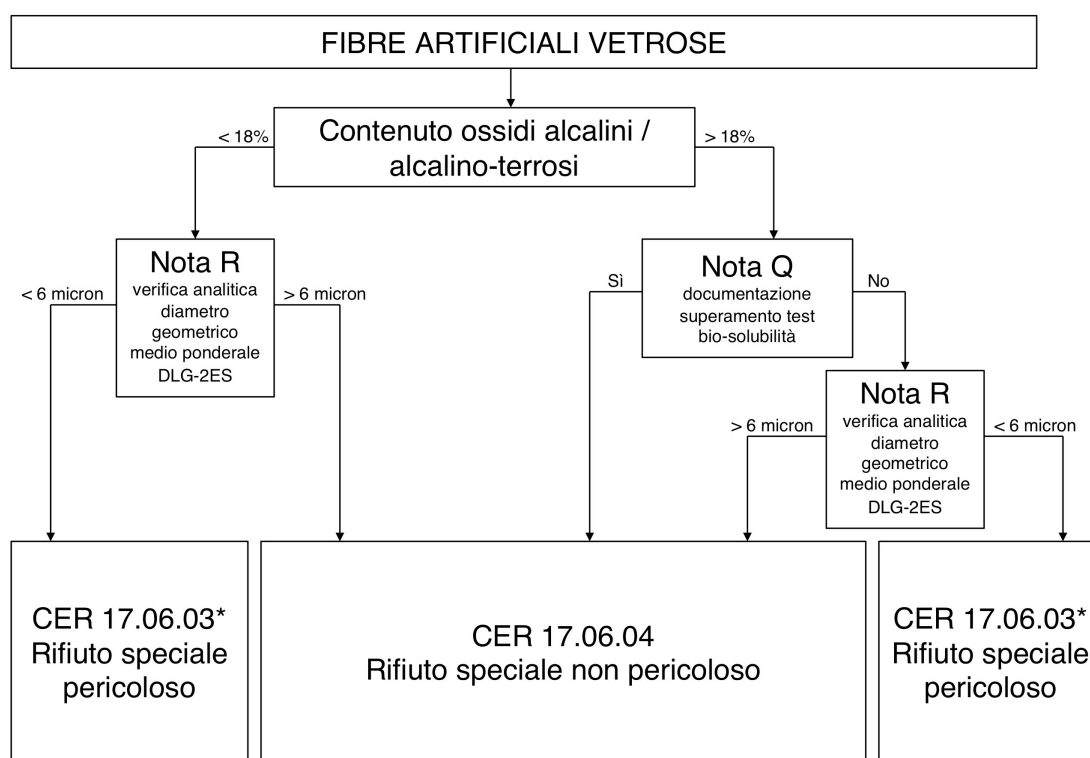 FIBRE ARTIFICIALI VETROSE
< 18%
Contenuto ossidi alcalini /
alcalino-terrosi
> 18%
Nota R
verifica analitica
diametro
geometrico
medio ponderale
DLG-2ES
< 6 micron
> 6 micron
Nota Q
documentazione
superamento test
bio-solubilità
Sì
No
Nota R
verifica analitica
diametro
geometrico
medio ponderale
DLG-2ES
> 6 micron
< 6 micron
CER 17.06.03*
Rifiuto speciale
pericoloso
CER 17.06.04
Rifiuto speciale non pericoloso
CER 17.06.03*
Rifiuto speciale
pericoloso